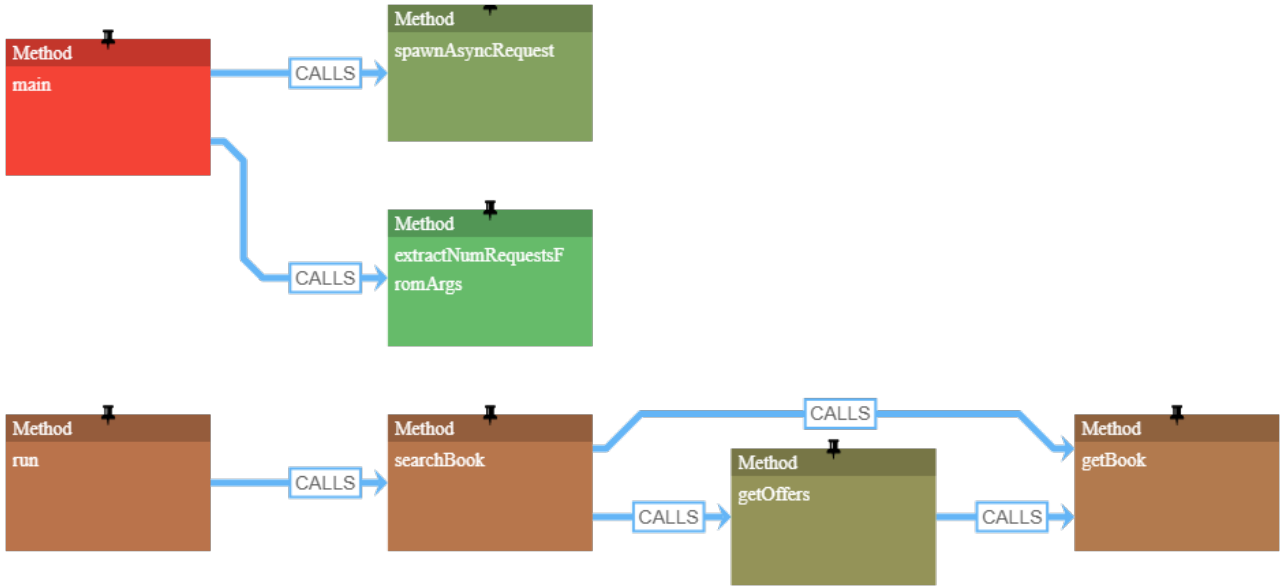 Method
main
CALLS
Method
spawnAsyncRequest
CALLS
Method
extractNumRequestsF
romArgs
Method
run
CALLS
Method
searchBook
CALLS
CALLS
Method
getOffers
CALLS
Method
getBook